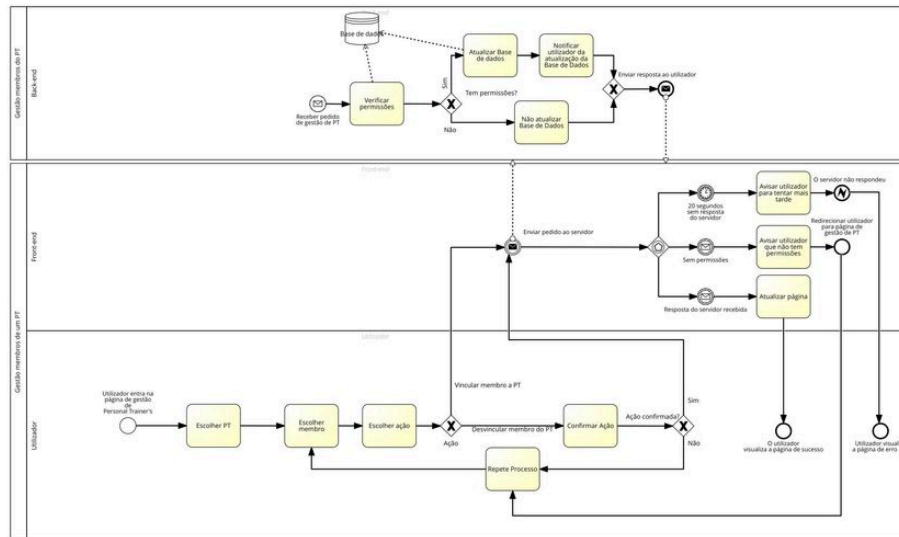 Gestão membros do PT
Back-end
Back-end
Base de dados
Receber pedido
de gestão de PT
Verificar
permissões
Sim
Tem permissões?
Não
Atualizar Base
de dados
Notificar
utilizador da
atualização da
Base de Dados
Não atualizar
Base de Dados
Enviar resposta ao utilizador
Gestão membros de um PT
Front-end
Front-end
Enviar pedido ao servidor
20 segundos
sem resposta
do servidor
Avisar utilizador
para tentar mais
tarde
O servidor não respondeu
Sem permissões
Avisar utilizador
que não tem
permissões
Redirecionar utilizador
para página de
gestão de PT
Resposta do servidor recebida
Atualizar página
Utilizador
Utilizador
Utilizador entra na
página de gestão
de
Personal Trainer's
Escolher PT
Escolher
membro
Escolher ação
Ação
Vincular membro a PT
Desvincular membro do PT
Confirmar Ação
Ação confirmada?
Sim
Não
Repete Processo
O utilizador
visualiza a página de sucesso
Utilizador visuali
a página de erro